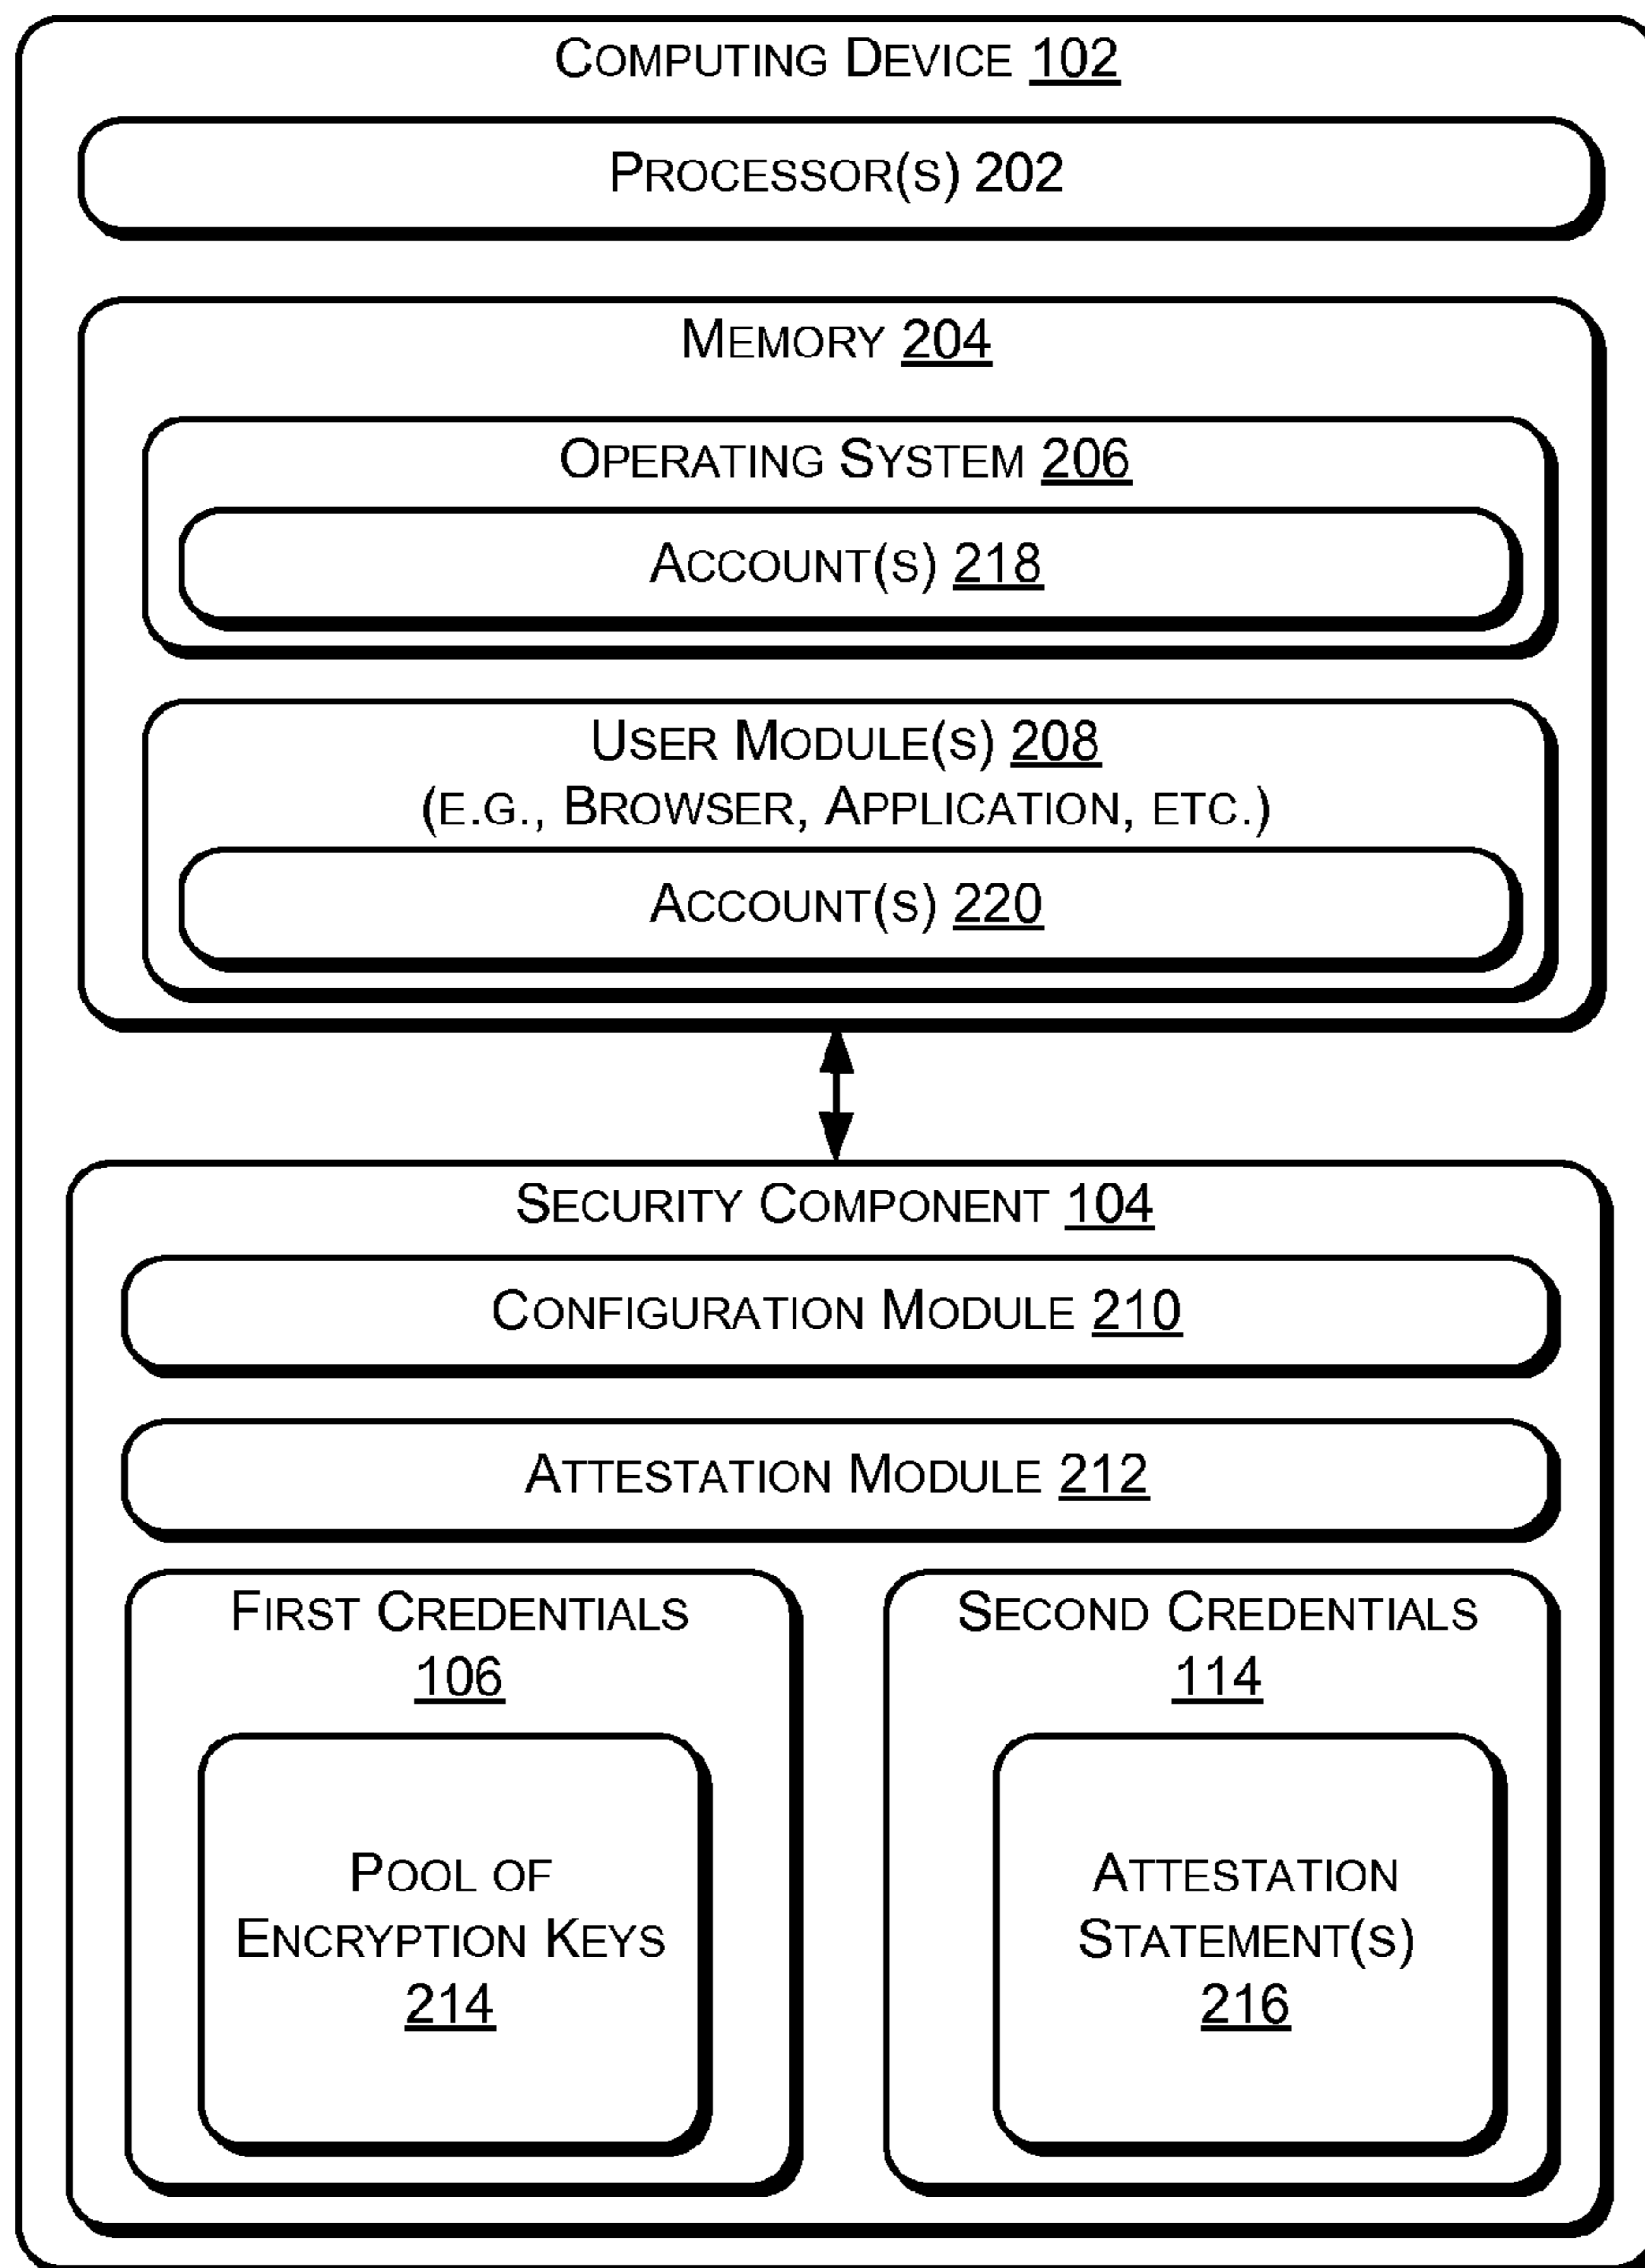 COMPUTING DEVICE 102
PROCESSOR(S) 202
MEMORY 204
OPERATING SYSTEM 206
ACCOUNT(S) 218
USER MODULE(S) 208
(E.G., BROWSER, APPLICATION, ETC.)
ACCOUNT(S) 220
SECURITY COMPONENT 104
CONFIGURATION MODULE 210
ATTESTATION MODULE 212
FIRST CREDENTIALS
106
POOL OF
ENCRYPTION KEYS
214
SECOND CREDENTIALS
114
ATTESTATION
STATEMENT(S)
216